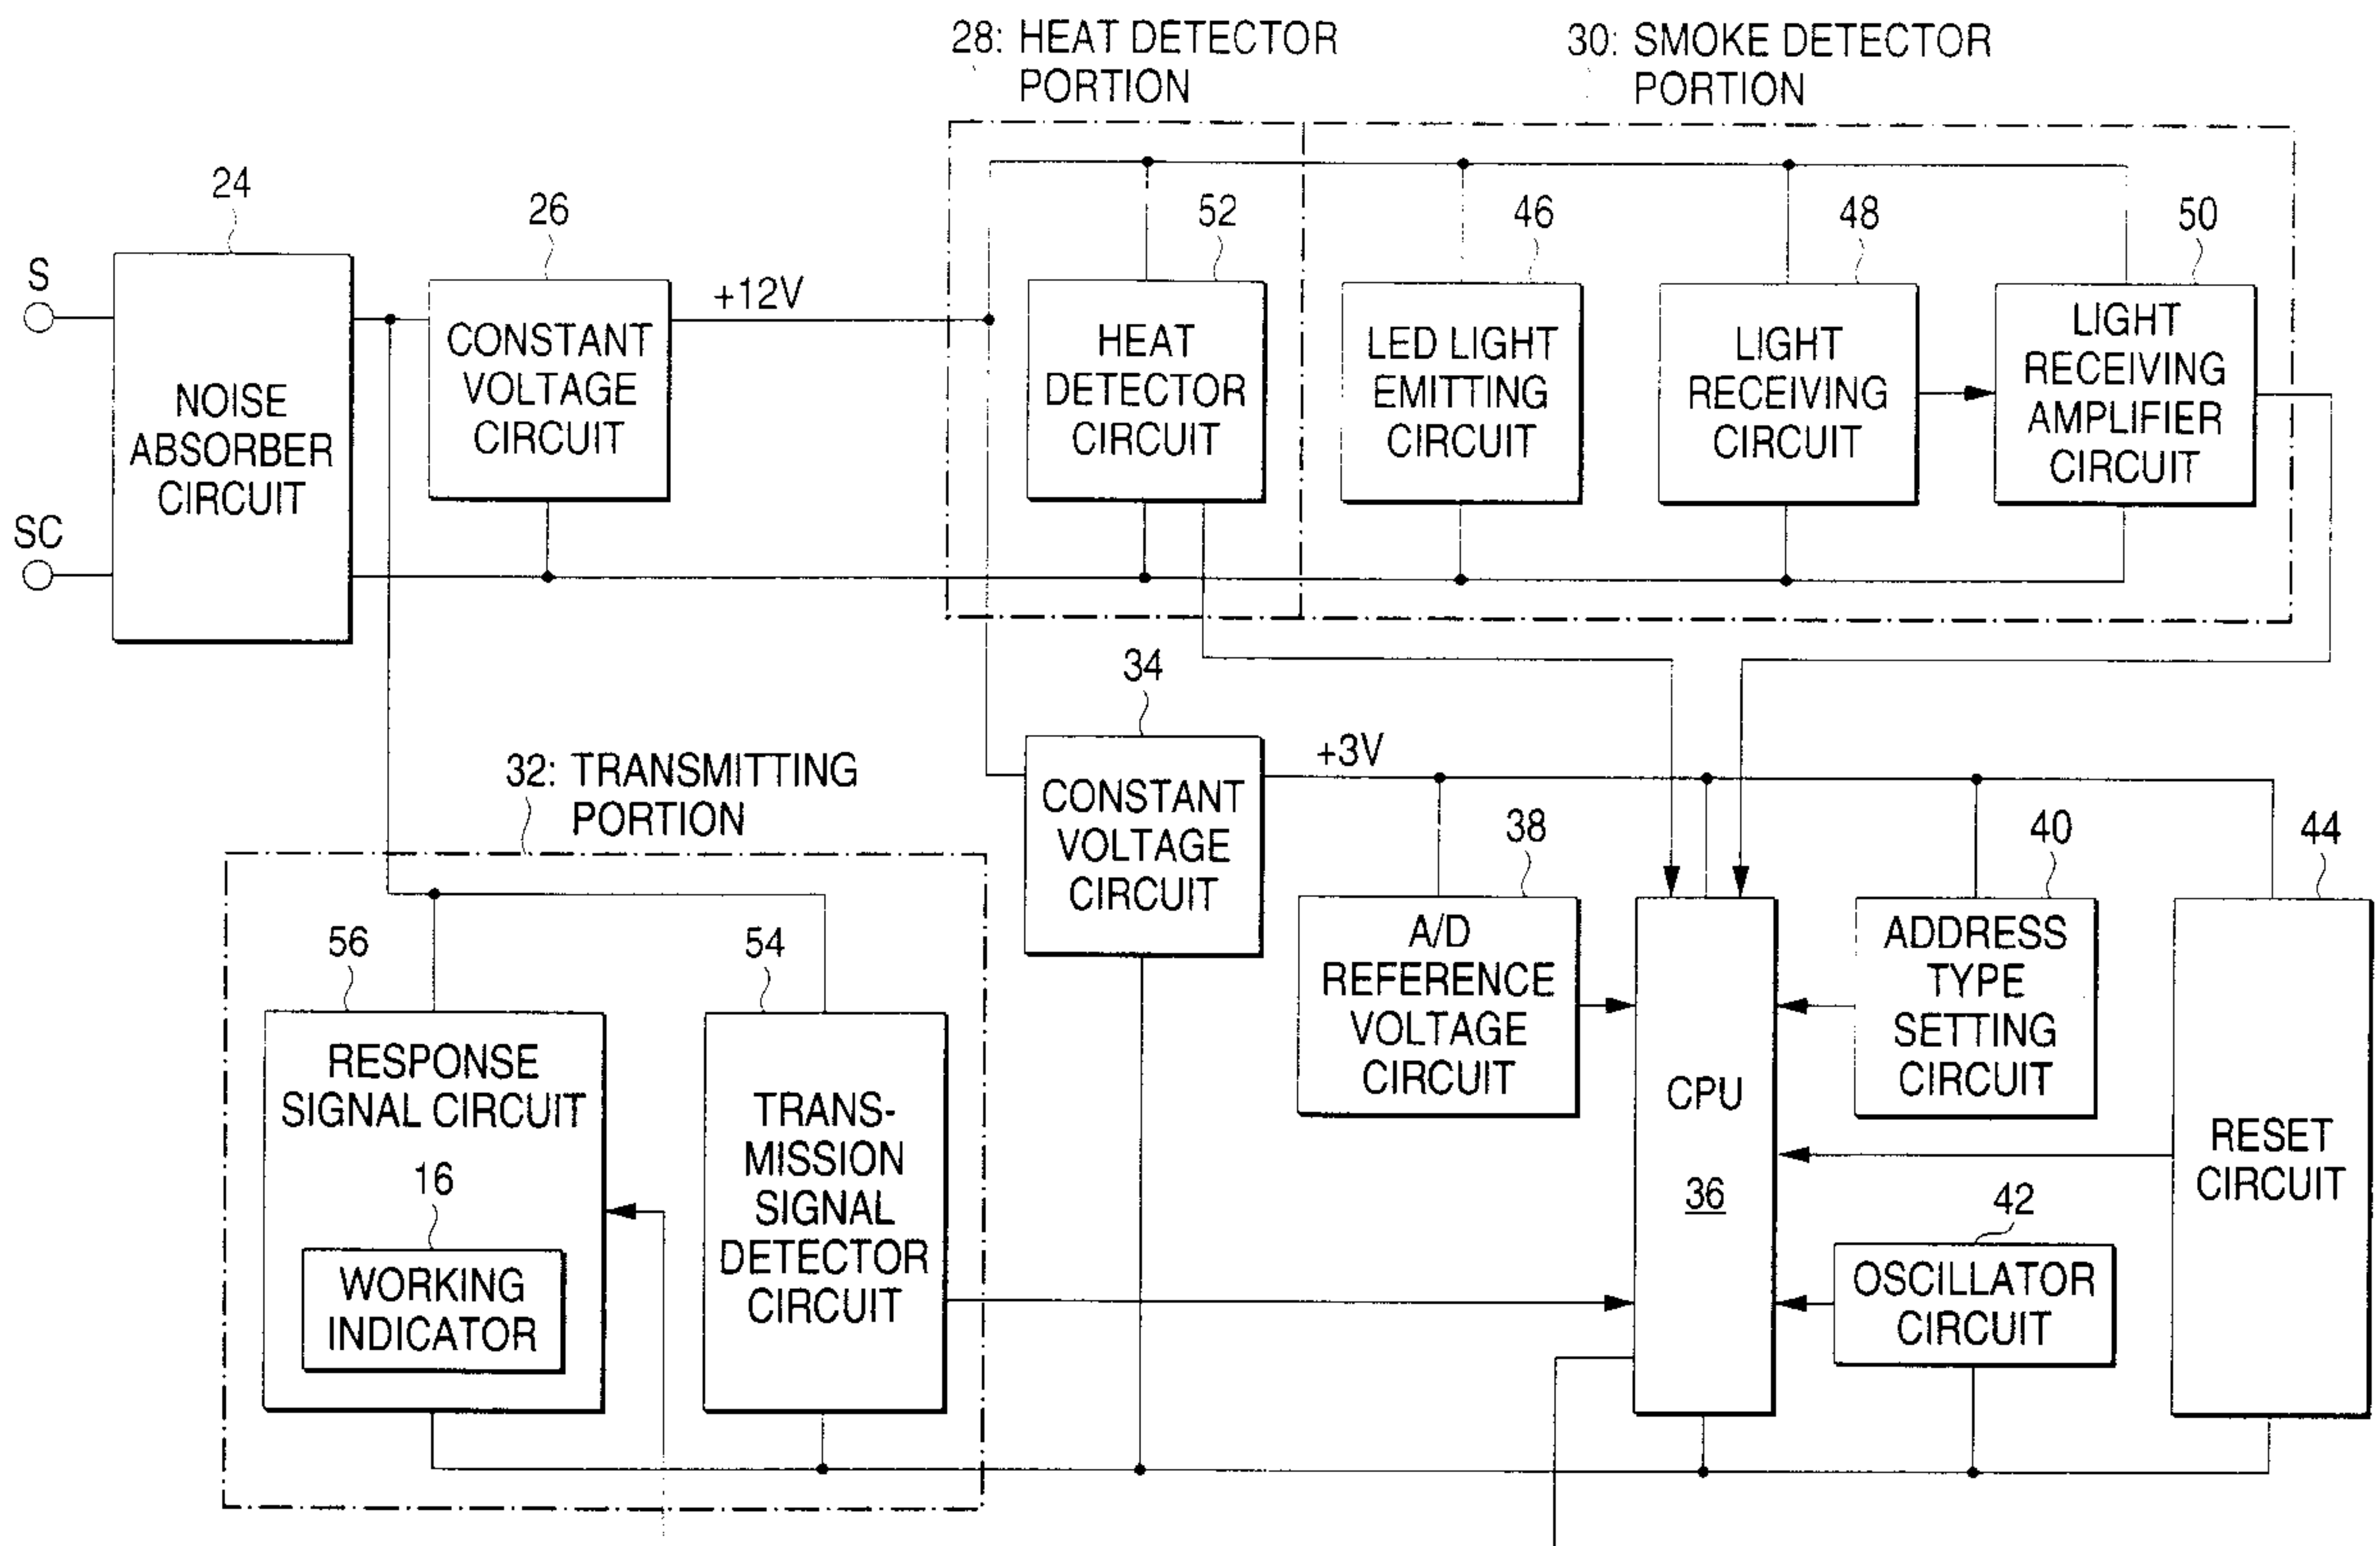 28: HEAT DETECTOR
PORTION
30: SMOKE DETECTOR
PORTION
24
26
52
46
48
50
S
+12V
NOISE
ABSORBER
CIRCUIT
CONSTANT
VOLTAGE
CIRCUIT
HEAT
DETECTOR
CIRCUIT
LED LIGHT
EMITTING
CIRCUIT
LIGHT
RECEIVING
CIRCUIT
LIGHT
RECEIVING
AMPLIFIER
CIRCUIT
SC
34
+3V
32: TRANSMITTING
PORTION
CONSTANT
VOLTAGE
CIRCUIT
38
40
44
56
54
A/D
REFERENCE
VOLTAGE
CIRCUIT
CPU
36
ADDRESS
TYPE
SETTING
CIRCUIT
RESET
CIRCUIT
RESPONSE
SIGNAL CIRCUIT
16
WORKING
INDICATOR
TRANS-
MISSION
SIGNAL
DETECTOR
CIRCUIT
42
OSCILLATOR
CIRCUIT